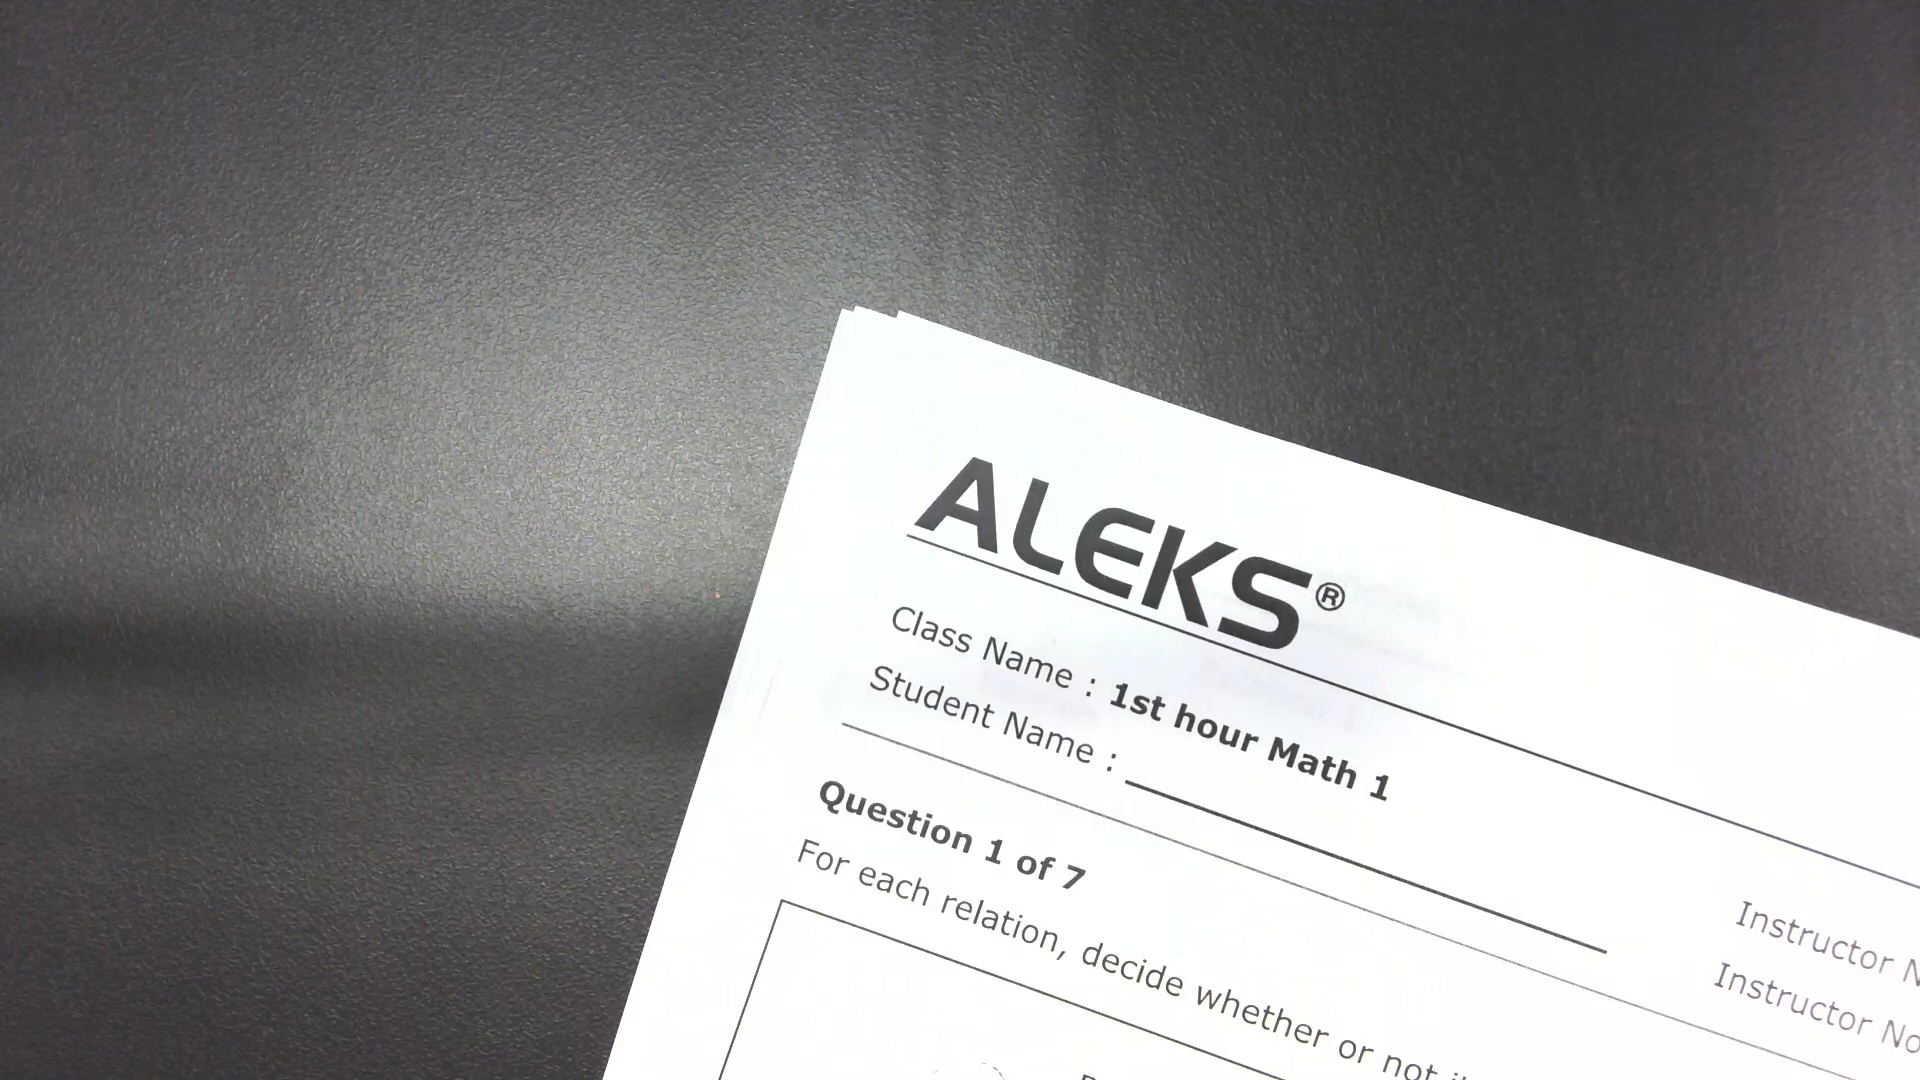 ALEKS®
Class Name : 1st hour Math 1
Student Name :
Instructor
Instructor
Question 1 of 7
For each relation, decide whether or not